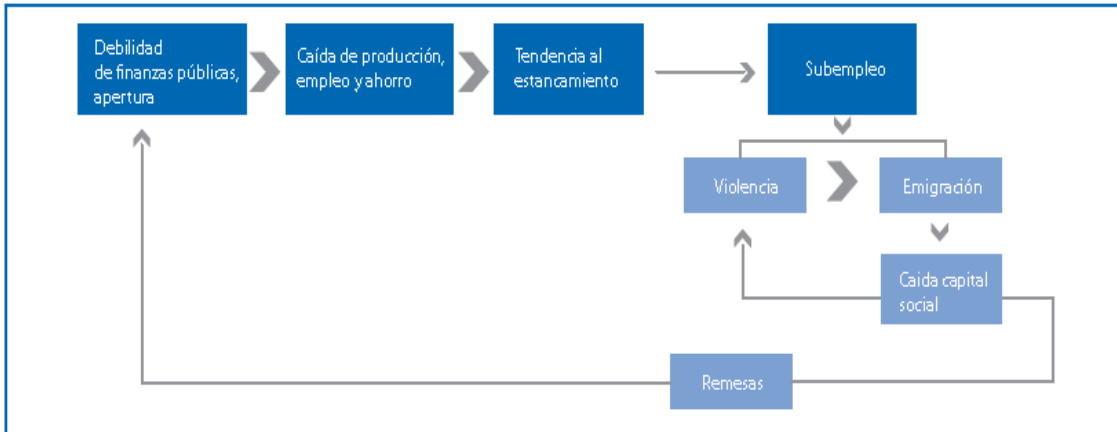 Debilidad
de finanzas públicas,
apertura
Caída de producción,
empleo y ahorro
Tendencia al
estancamiento
Subempleo
Violencia
Emigración
Caida capital
social
Remesas